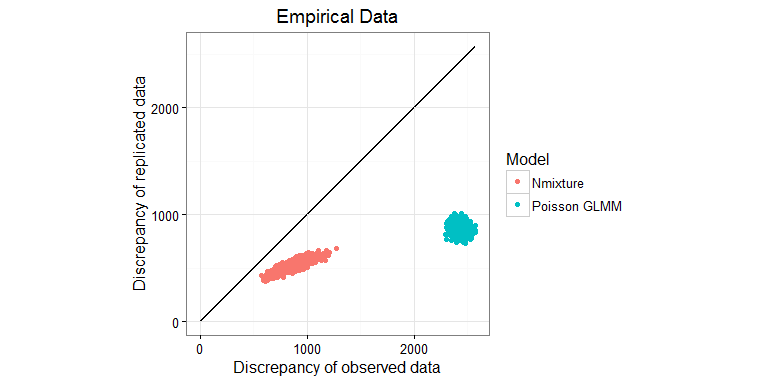 Empirical Data
Discrepancy of replicated data
2000
1000
0
0 1000 2000
Discrepancy of observed data
Model
Nmixture
Poisson GLMM